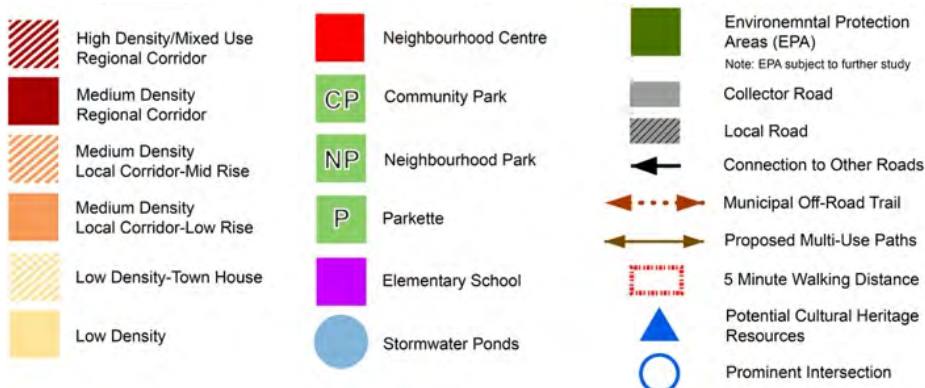 High Density/Mixed Use
Regional Corridor
Medium Density
Regional Corridor
Medium Density
Local Corridor-Mid Rise
Medium Density
Local Corridor-Low Rise
Low Density-Town House
Low Density
Neighbourhood Centre
CP
Community Park
NP
Neighbourhood Park
P
Parkette
Elementary School
Stormwater Ponds
Environemntal Protection
Areas (EPA)
Note: EPA subject to further study
Collector Road
Local Road
Connection to Other Roads
Municipal Off-Road Trail
Proposed Multi-Use Paths
5 Minute Walking Distance
Potential Cultural Heritage
Resources
Prominent Intersection